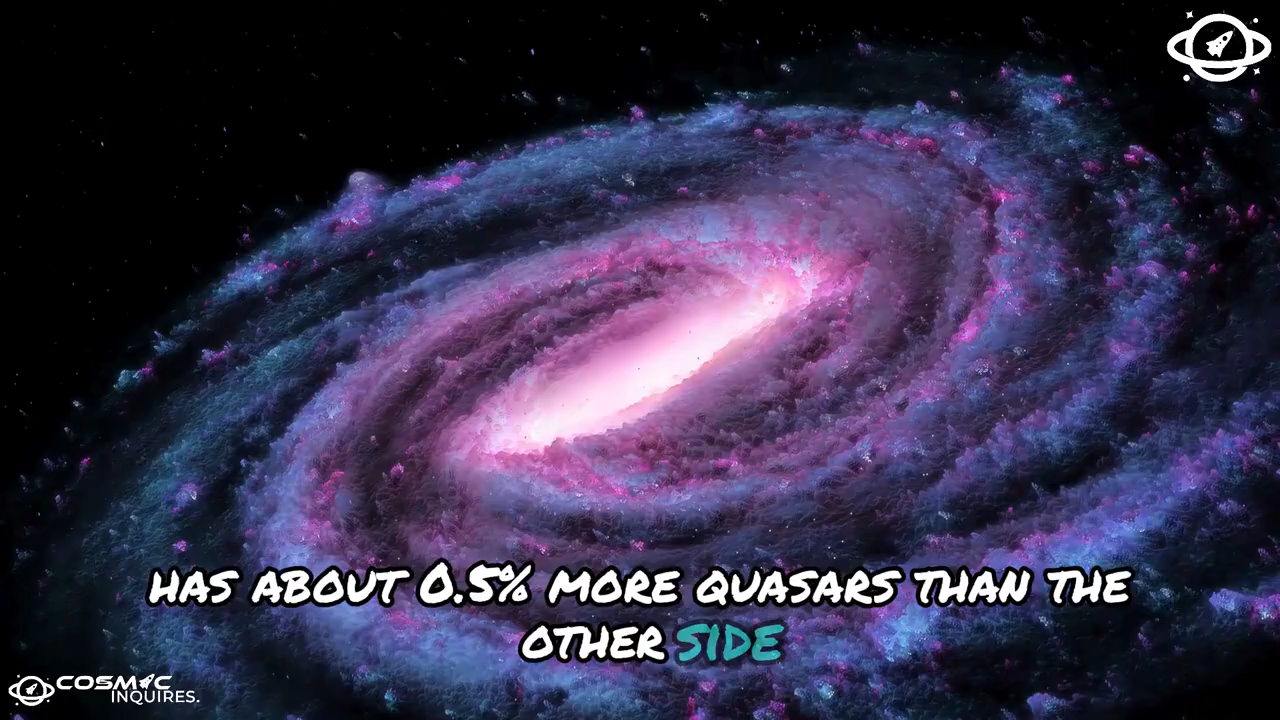 HAS ABOUT 0.5% MORE QUASARS THAN THE
OTHER SIDE
COSMIC
INQUIRES.